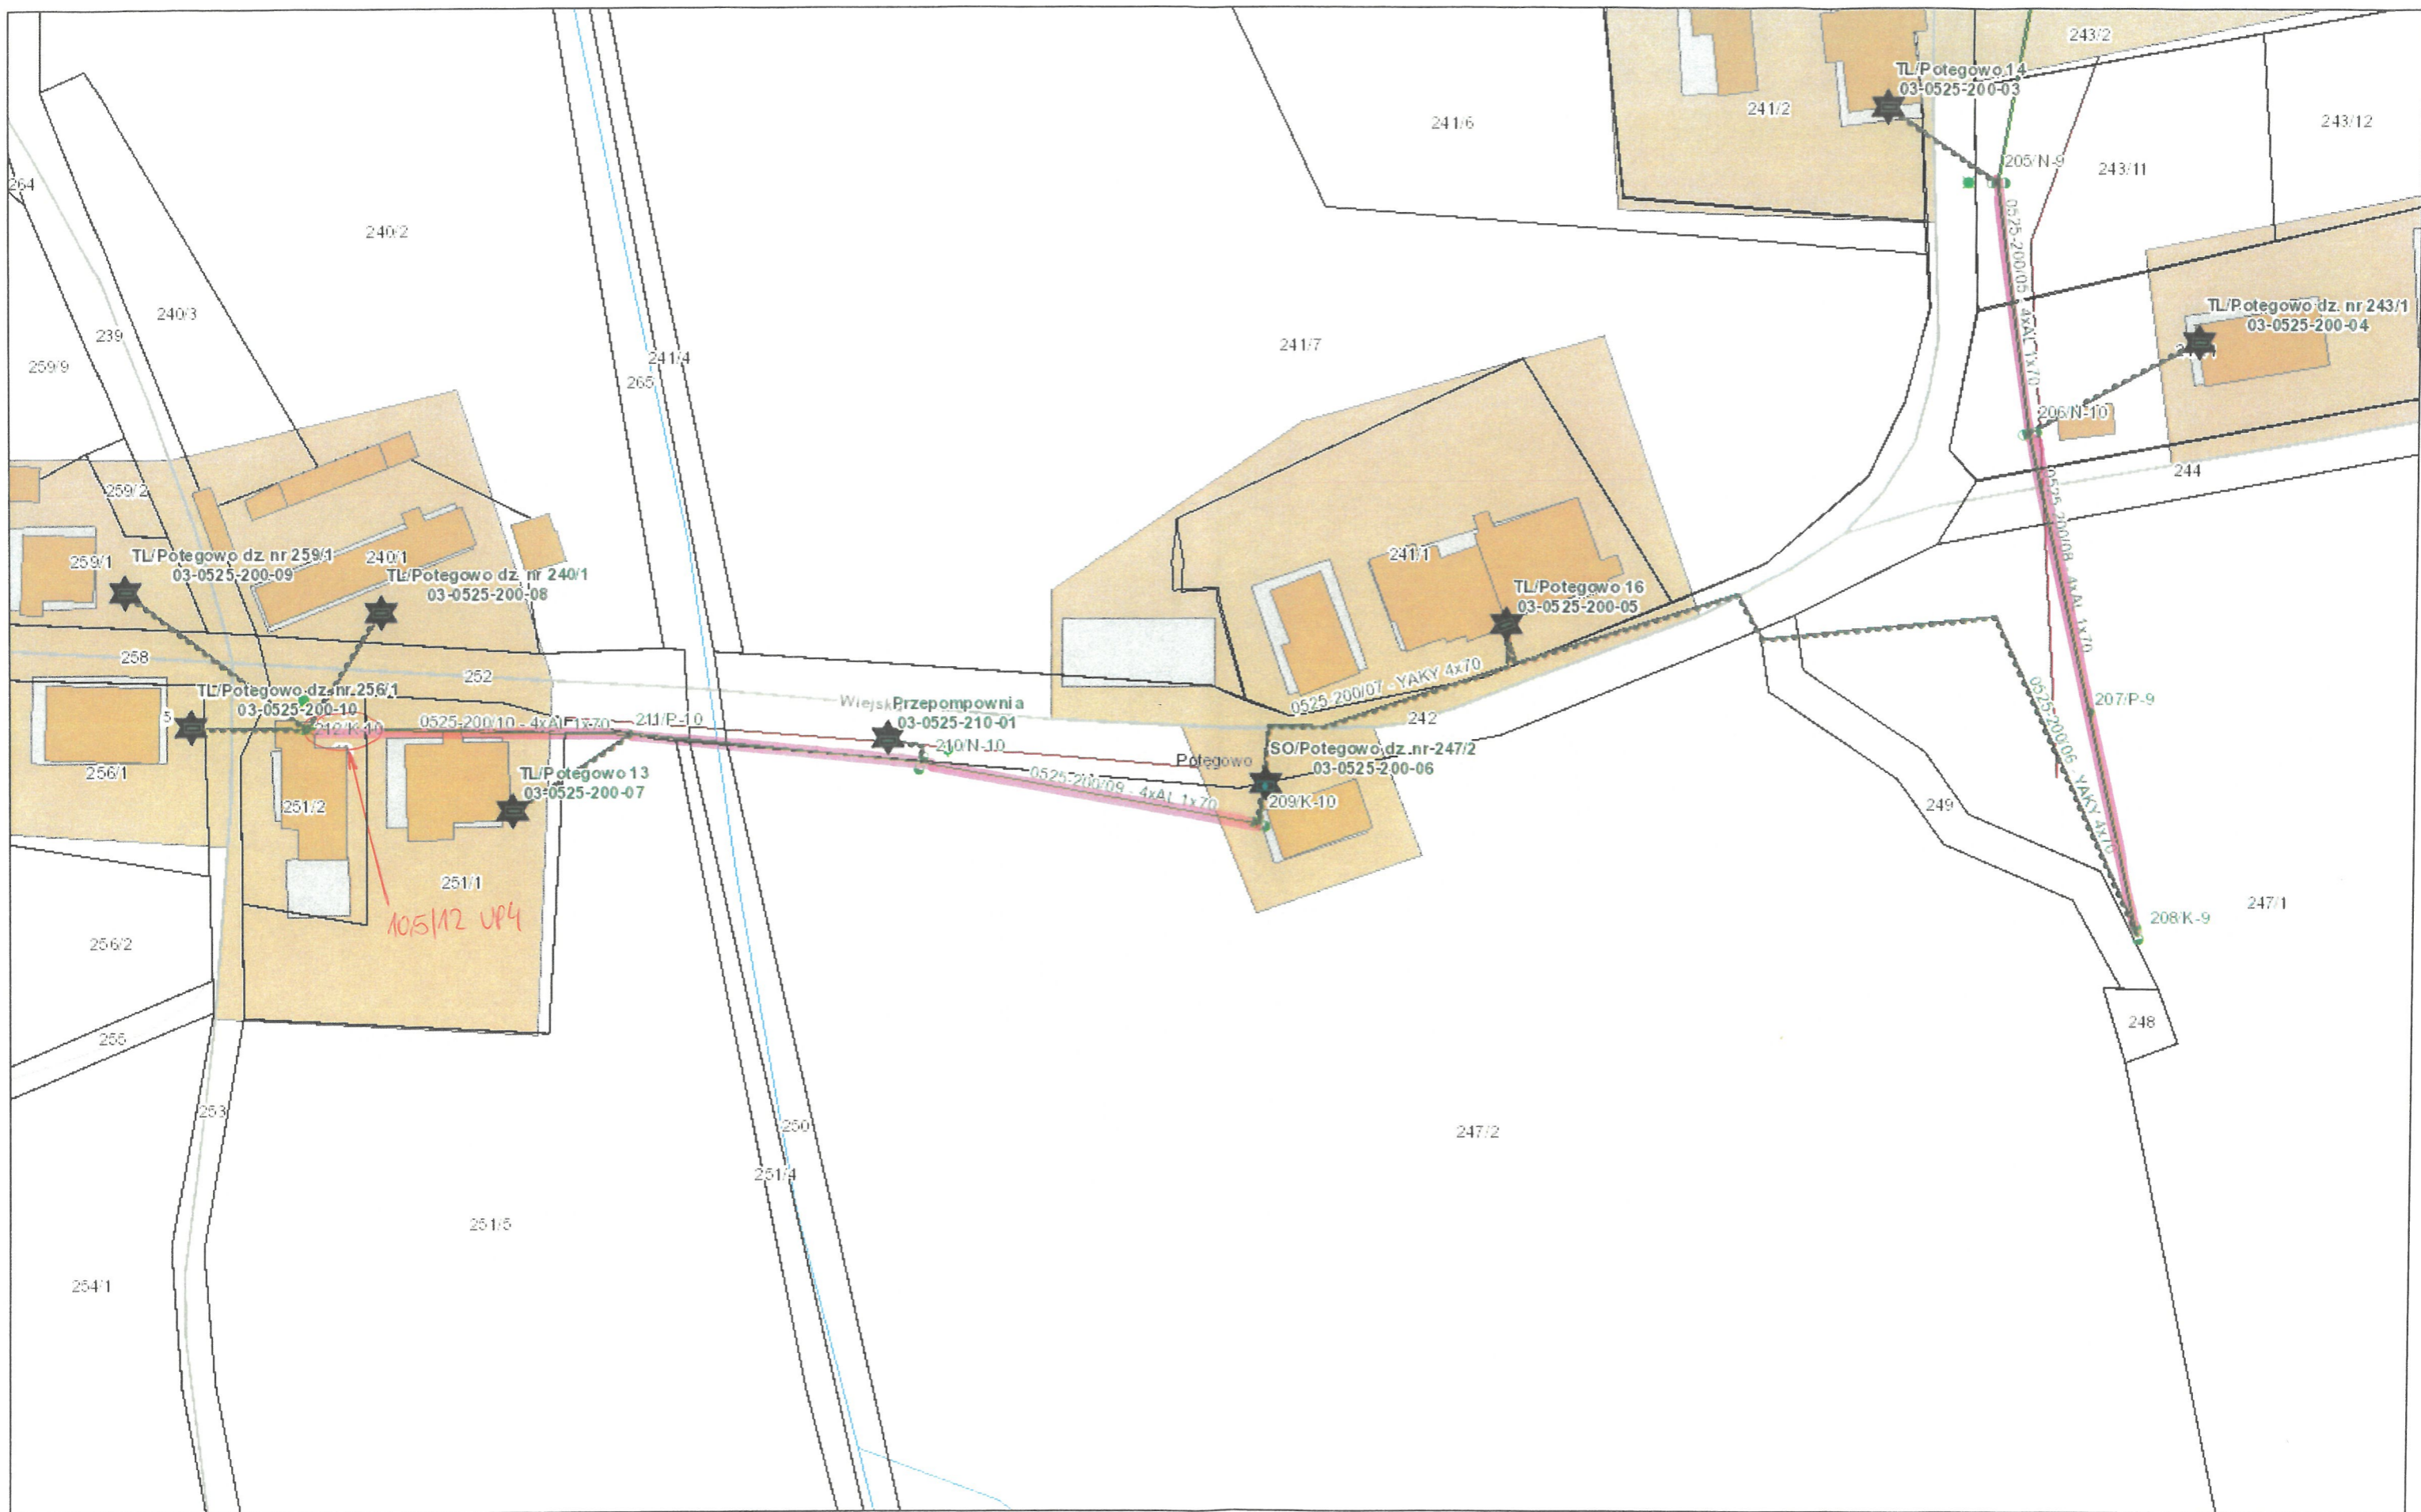 243/2
TL/Potegowo 14
03-0525-200-03
241/2
241/6
243/12
205/N-9
243/11
264
240/2
0525-200/05 4xAL 1x70
240/3
239
TL/Potegowo dz. nr 243/1
03-0525-200-04
241/7
241/4
265
259/9
206/N-10
244
259/2
0525-200/08 4xAL 1x70
259/1
TL/Potegowo dz. nr 259/1
03-0525-200-09
240/1
TL/Potegowo dz. nr 240/1
03-0525-200-08
241/1
TL/Potegowo 16
03-0525-200-05
258
252
0525-200/07 - YAKY 4x70
0525-200/06 - YAKY 4x70
207/P-9
TL/Potegowo dz. nr 256/1
03-0525-200-10
5
212/K-10
0525-200/10 - 4xAL 1x70
211/P-10
Przepompownia
03-0525-210-01
210/N-10
242
SO/Potegowo dz. nr 247/2
03-0525-200-06
Potęgowo
256/1
TL/Potegowo 13
03-0525-200-07
0525-200/09 - 4xAL 1x70
209/K-10
251/2
249
251/1
10,5/12 UP4
247/1
208/K-9
256/2
248
255
253
250
247/2
251/4
251/5
254/1